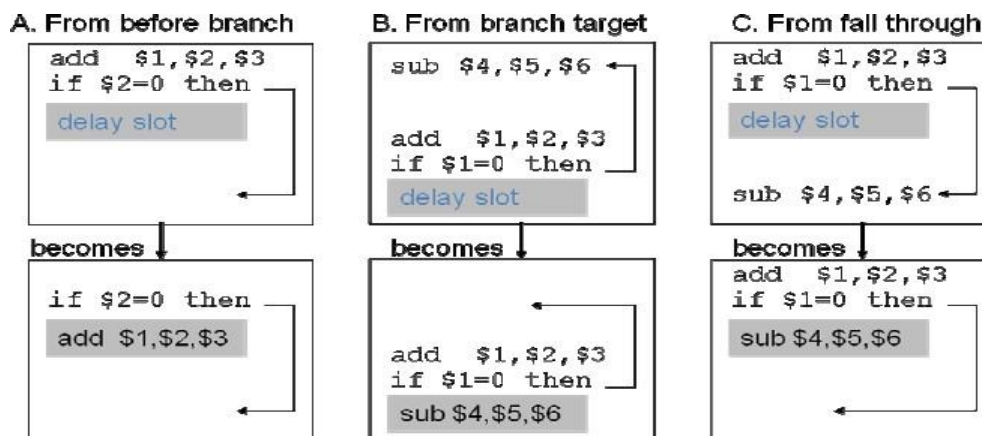 A. From before branch
add $1,$2,$3
if $2=0 then
delay slot
becomes
if $2=0 then
add $1,$2,$3
B. From branch target
sub $4,$5,$6
add $1,$2,$3
if $1=0 then
delay slot
becomes
add $1,$2,$3
if $1=0 then
sub $4,$5,$6
C. From fall through
add $1,$2,$3
if $1=0 then
delay slot
sub $4,$5,$6
becomes
add $1,$2,$3
if $1=0 then
sub $4,$5,$6